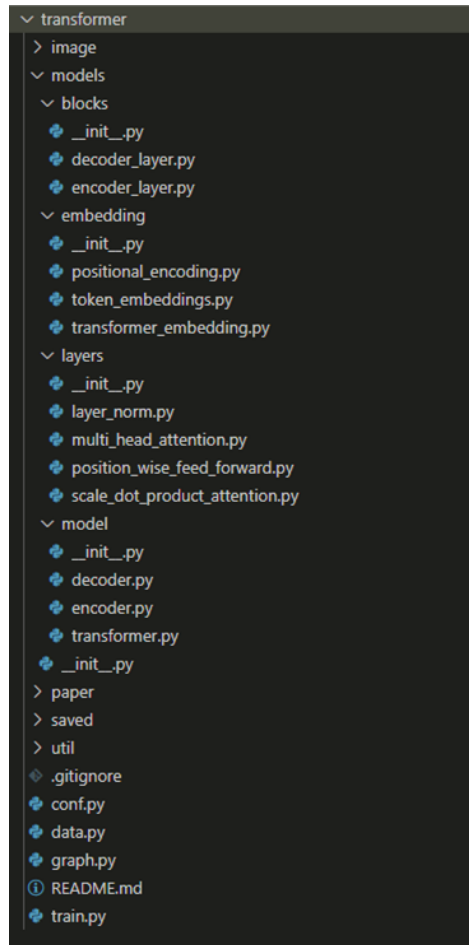 transformer
image
models
blocks
__init__.py
decoder_layer.py
encoder_layer.py
embedding
__init__.py
positional_encoding.py
token_embeddings.py
transformer_embedding.py
layers
__init__.py
layer_norm.py
multi_head_attention.py
position_wise_feed_forward.py
scale_dot_product_attention.py
model
__init__.py
decoder.py
encoder.py
transformer.py
__init__.py
paper
saved
util
.gitignore
conf.py
data.py
graph.py
README.md
train.py